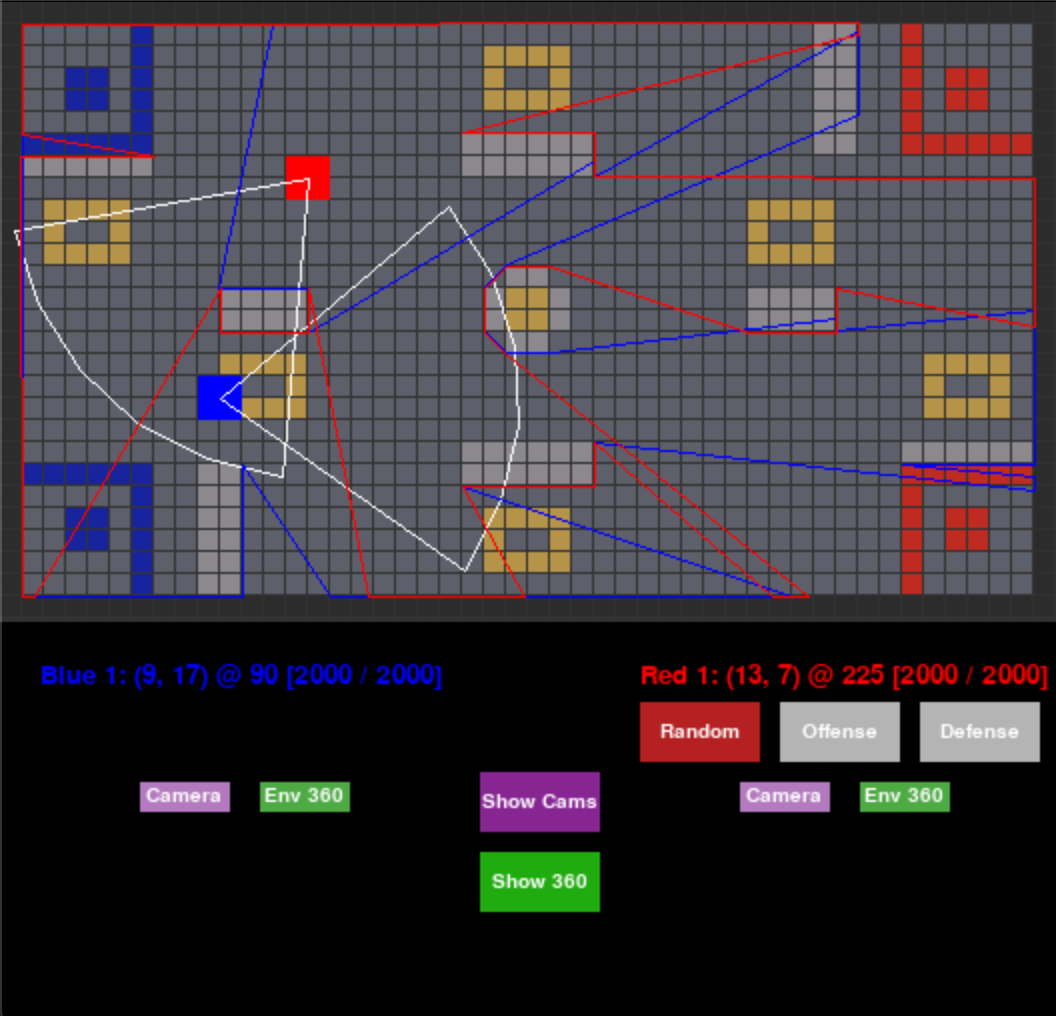 Blue 1: (9, 17) @ 90 [2000 / 2000]
Red 1: (13, 7) @ 225 [2000 / 2000]
Random
Offense
Defense
Camera
Env 360
Show Cams
Camera
Env 360
Show 360